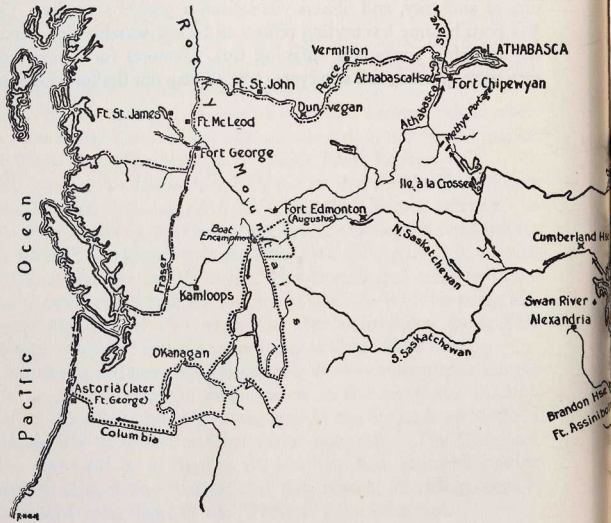 Rocky Mountains
Slave
Vermilion
L. ATHABASCA
Peace
Athabasca Hse
Ft. St. John
Fort Chipewyan
Dunvegan
Athabasca
Ft. St. James
Ft. McLeod
Methye Portage
Fort George
Ile à la Crosse
Fort Edmonton
(Augustus)
Boat
Encampment
N. Saskatchewan
Cumberland Hse
Fraser
Kamloops
Swan River
Alexandria
S. Saskatchewan
Okanagan
Astoria (later
Ft. George)
Brandon Hse
Ft. Assiniboi
Columbia
Pacific Ocean